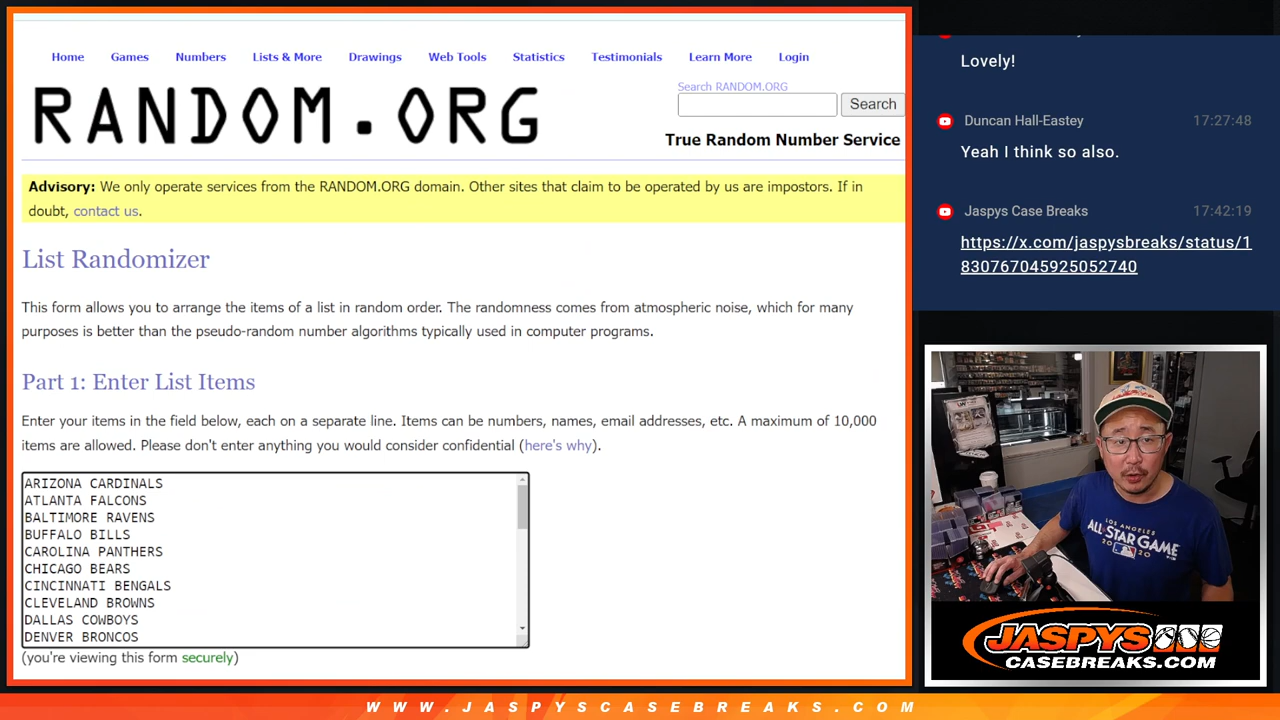 Home Games Numbers Lists & More Drawings Web Tools Statistics Testimonials Learn More Login
RANDOM.ORG
Search RANDOM.ORG
Search
True Random Number Service
Advisory: We only operate services from the RANDOM.ORG domain. Other sites that claim to be operated by us are impostors. If in
doubt, contact us.
List Randomizer
This form allows you to arrange the items of a list in random order. The randomness comes from atmospheric noise, which for many
purposes is better than the pseudo-random number algorithms typically used in computer programs.
Part 1: Enter List Items
Enter your items in the field below, each on a separate line. Items can be numbers, names, email addresses, etc. A maximum of 10,000
items are allowed. Please don't enter anything you would consider confidential (here's why).
ARIZONA CARDINALS
ATLANTA FALCONS
BALTIMORE RAVENS
BUFFALO BILLS
CAROLINA PANTHERS
CHICAGO BEARS
CINCINNATI BENGALS
CLEVELAND BROWNS
DALLAS COWBOYS
DENVER BRONCOS
(you're viewing this form securely)
Lovely!
Duncan Hall-Eastey 17:27:48
Yeah I think so also.
Jaspys Case Breaks 17:42:19
https://x.com/jaspysbreaks/status/1
830767045925052740
LOS ANGELES
ALL STAR GAME
2020
JASPYS
CASEBREAKS.COM
WWW.JASPYSCASEBREAKS.COM